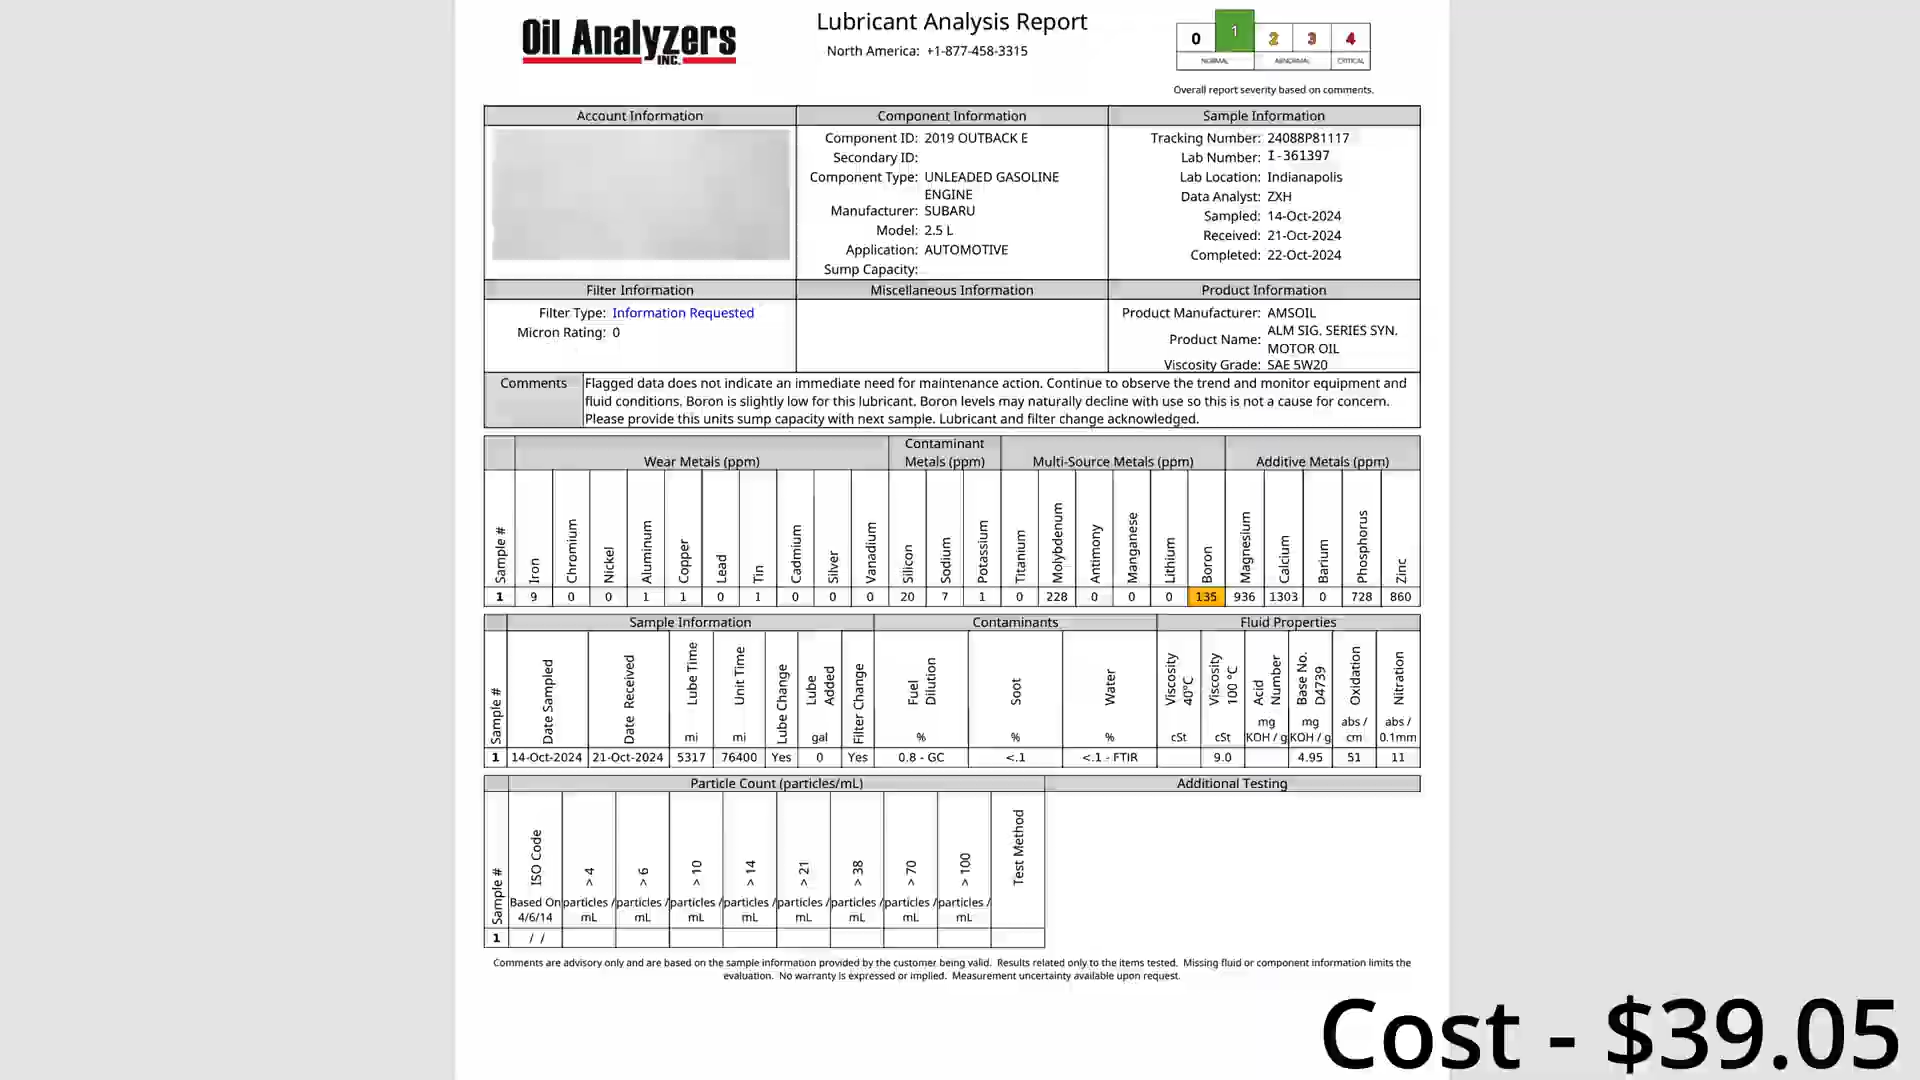 Oil Analyzers
INC.
Lubricant Analysis Report
North America: +1-877-458-3315
0 1 2 3 4
NORMAL ABNORMAL CRITICAL
Overall report severity based on comments.
Account Information
Component Information
Component ID: 2019 OUTBACK E
Secondary ID:
Component Type: UNLEADED GASOLINE
ENGINE
Manufacturer: SUBARU
Model: 2.5 L
Application: AUTOMOTIVE
Sump Capacity:
Sample Information
Tracking Number: 24088P81117
Lab Number: I-361397
Lab Location: Indianapolis
Data Analyst: ZXH
Sampled: 14-Oct-2024
Received: 21-Oct-2024
Completed: 22-Oct-2024
Filter Information
Filter Type: Information Requested
Micron Rating: 0
Miscellaneous Information
Product Information
Product Manufacturer: AMSOIL
Product Name: ALM SIG. SERIES SYN.
MOTOR OIL
Viscosity Grade: SAE 5W20
Comments
Flagged data does not indicate an immediate need for maintenance action. Continue to observe the trend and monitor equipment and
fluid conditions. Boron is slightly low for this lubricant. Boron levels may naturally decline with use so this is not a cause for concern.
Please provide this units sump capacity with next sample. Lubricant and filter change acknowledged.
Wear Metals (ppm) Contaminant Metals (ppm) Multi-Source Metals (ppm) Additive Metals (ppm)
Sample # Iron Chromium Nickel Aluminum Copper Lead Tin Cadmium Silver Vanadium Silicon Sodium Potassium Titanium Molybdenum Antimony Manganese Lithium Boron Magnesium Calcium Barium Phosphorus Zinc
1 9 0 0 1 1 0 1 0 0 0 20 7 1 0 228 0 0 0 135 936 1303 0 728 860
Sample Information Contaminants Fluid Properties
Sample # Date Sampled Date Received Lube Time Unit Time Lube Change Lube Added Filter Change Fuel Dilution Soot Water Viscosity 40°C Viscosity 100 °C Acid Number Base No. D4739 Oxidation Nitration
mi mi gal % % % cSt cSt mg KOH / g mg KOH / g abs / cm abs / 0.1mm
1 14-Oct-2024 21-Oct-2024 5317 76400 Yes 0 Yes 0.8 - GC <.1 <.1 - FTIR 9.0 4.95 51 11
Particle Count (particles/mL) Additional Testing
Sample # ISO Code > 4 > 6 > 10 > 14 > 21 > 38 > 70 > 100 Test Method
Based On particles / particles / particles / particles / particles / particles / particles / particles /
4/6/14 mL mL mL mL mL mL mL mL
1 / /
Comments are advisory only and are based on the sample information provided by the customer being valid. Results related only to the items tested. Missing fluid or component information limits the
evaluation. No warranty is expressed or implied. Measurement uncertainty available upon request.
Cost - $39.05